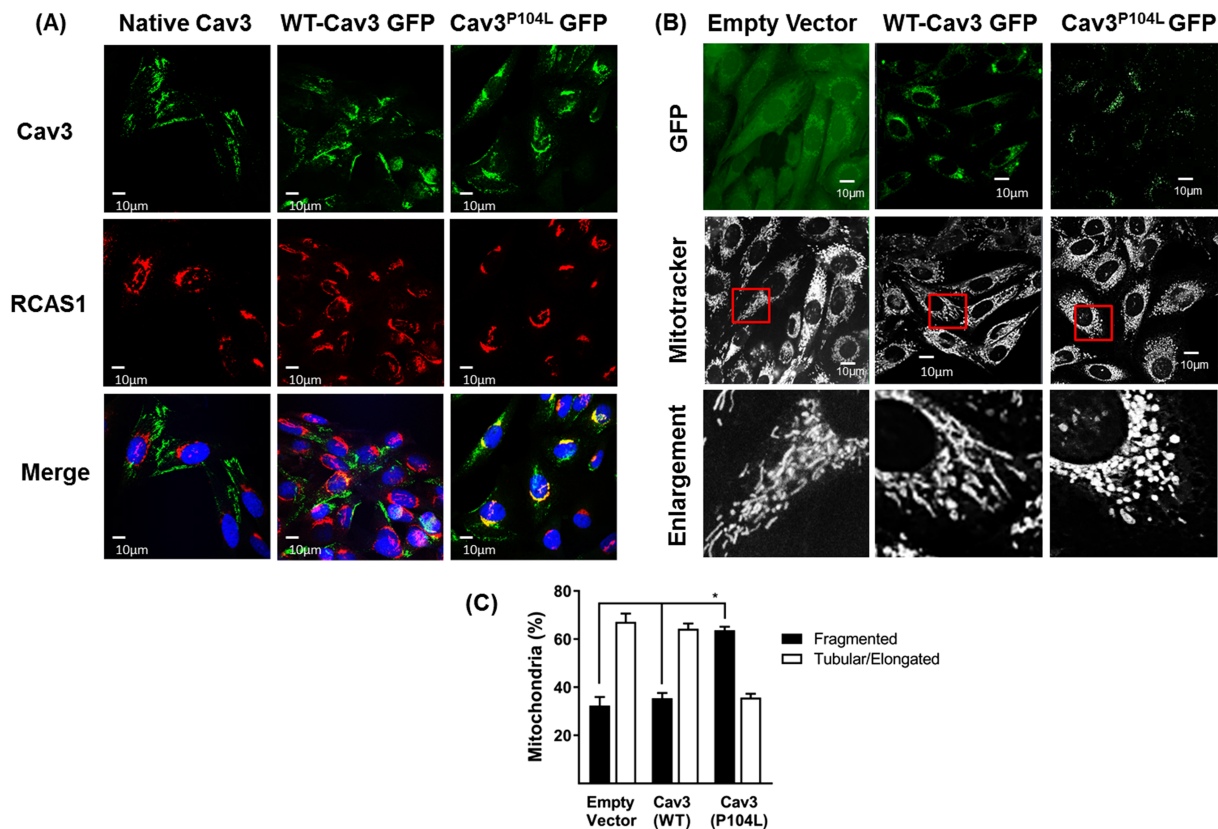 (A) Native Cav3 WT-Cav3 GFP Cav3P104L GFP
Cav3
10µm 10µm 10µm
RCAS1
10µm 10µm 10µm
Merge
10µm 10µm 10µm
(B) Empty Vector WT-Cav3 GFP Cav3P104L GFP
GFP
10µm 10µm 10µm
Mitotracker
10µm 10µm 10µm
Enlargement
(C)
Mitochondria (%)
80
60
40
20
*
Fragmented
Tubular/Elongated
Empty Cav3 Cav3
Vector (WT) (P104L)